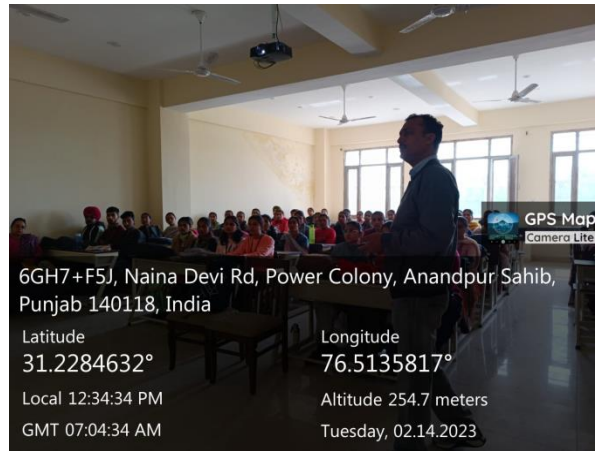 GPS Map
Camera Lite
6GH7+F5J, Naina Devi Rd, Power Colony, Anandpur Sahib,
Punjab 140118, India
Latitude
31.2284632°
Longitude
76.5135817°
Local 12:34:34 PM
Altitude 254.7 meters
GMT 07:04:34 AM
Tuesday, 02.14.2023